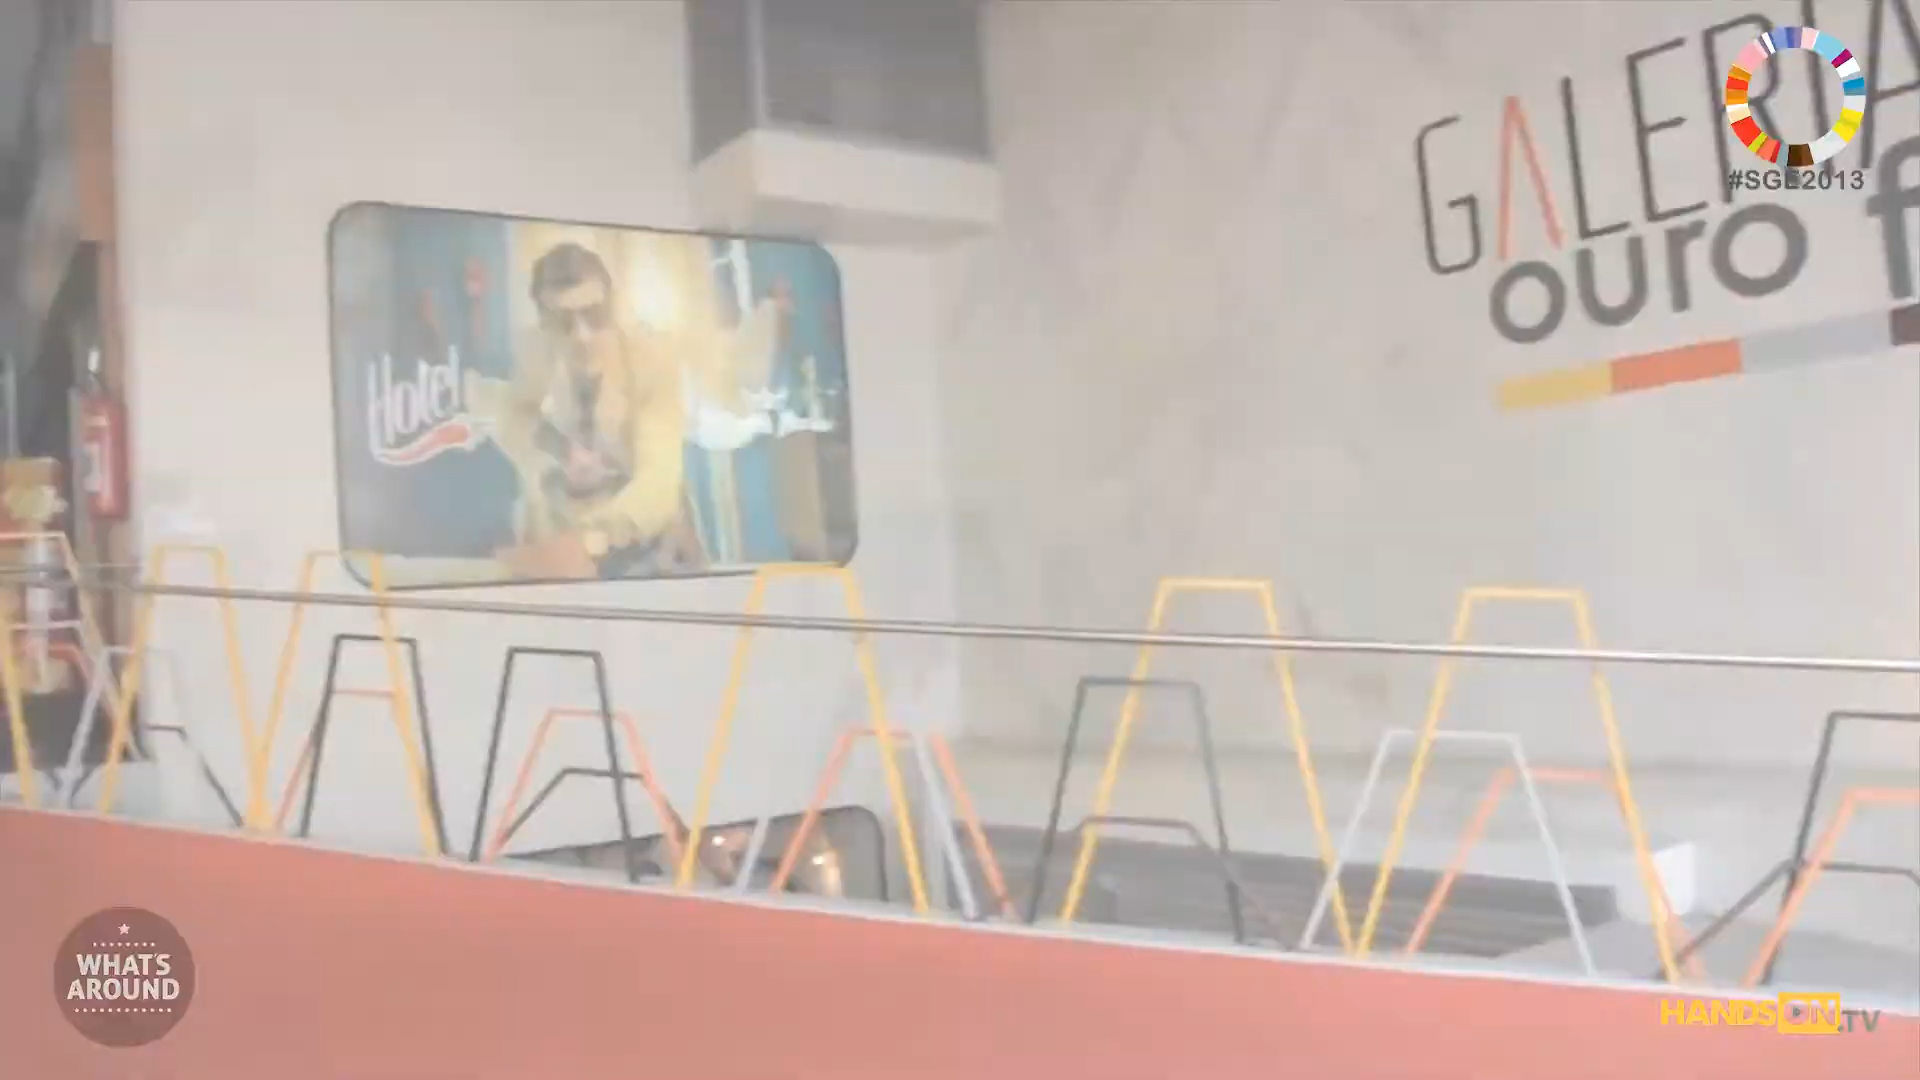 GALERIA
ouro f
#SGE2013
Hotel
WHAT'S
AROUND
HANDSON.TV